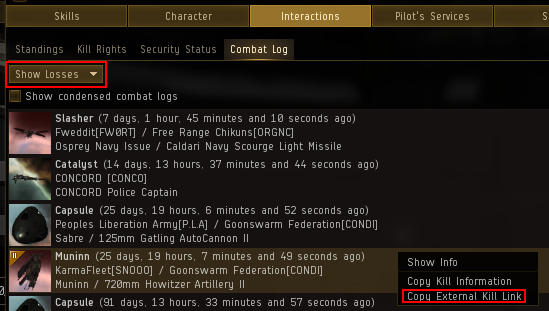 Skills Character Interactions Pilot's Services S
Standings Kill Rights Security Status Combat Log
Show Losses
Show condensed combat logs
Slasher (7 days, 1 hour, 45 minutes and 10 seconds ago)
Fweddit[FW0RT] / Free Range Chikuns[ORGNC]
Osprey Navy Issue / Caldari Navy Scourge Light Missile
Catalyst (14 days, 13 hours, 37 minutes and 44 seconds ago)
CONCORD [CONCO]
CONCORD Police Captain
Capsule (25 days, 19 hours, 6 minutes and 52 seconds ago)
Peoples Liberation Army[P.LA] / Goonswarm Federation[CONDI]
Sabre / 125mm Gatling AutoCannon II
Muninn (25 days, 19 hours, 7 minutes and 49 seconds ago)
KarmaFleet[SNOOO] / Goonswarm Federation[CONDI]
Muninn / 720mm Howitzer Artillery II
Capsule (91 days, 13 hours, 33 minutes and 57 seconds ago)
Show Info
Copy Kill Information
Copy External Kill Link